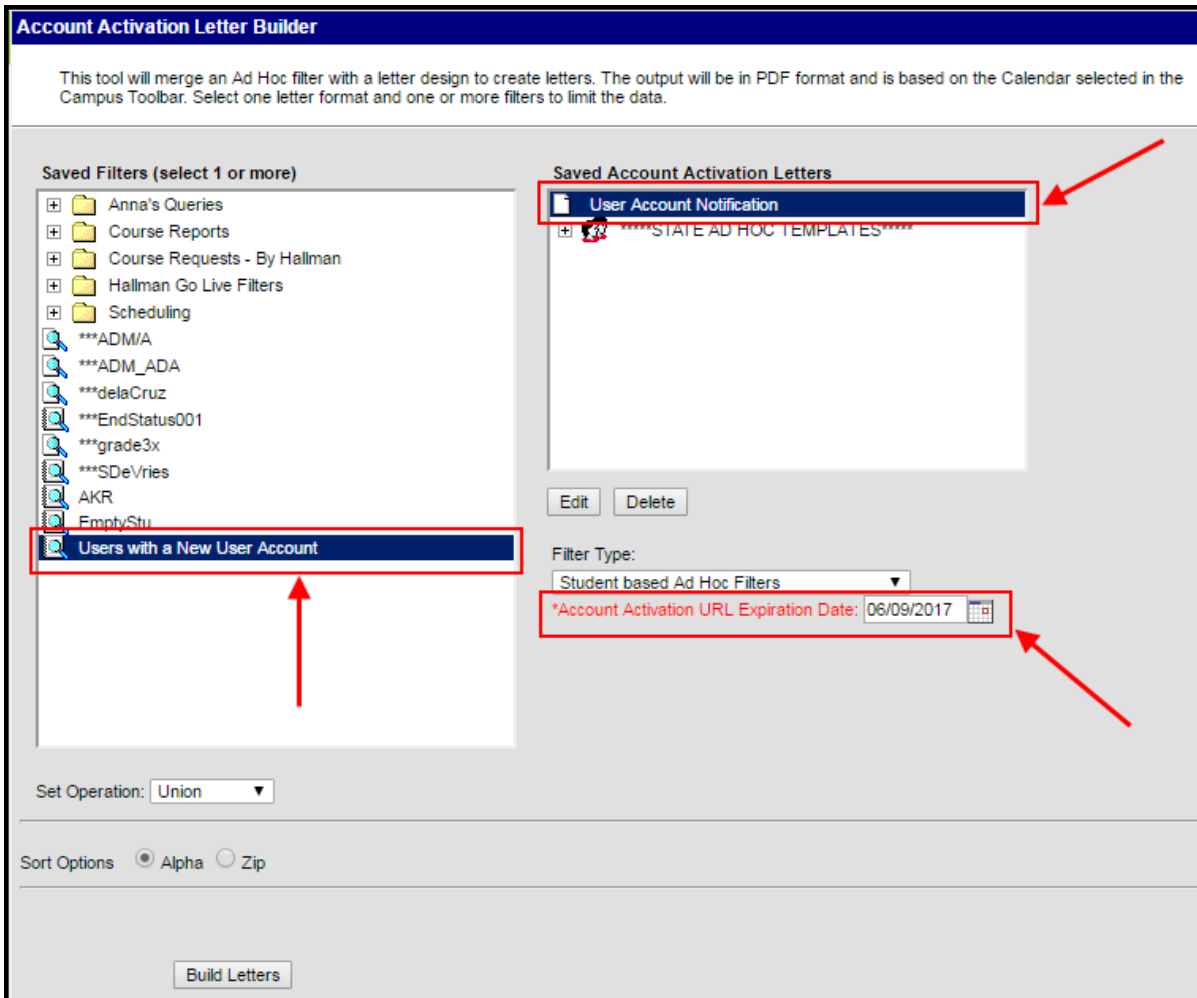 Account Activation Letter Builder
This tool will merge an Ad Hoc filter with a letter design to create letters. The output will be in PDF format and is based on the Calendar selected in the
Campus Toolbar. Select one letter format and one or more filters to limit the data.
Saved Filters (select 1 or more)
Anna's Queries
Course Reports
Course Requests - By Hallman
Hallman Go Live Filters
Scheduling
***ADM/A
***ADM_ADA
***delaCruz
***EndStatus001
***grade3x
***SDeVries
AKR
EmptyStu
Users with a New User Account
Saved Account Activation Letters
User Account Notification
*****STATE AD HOC TEMPLATES*****
Edit Delete
Filter Type:
Student based Ad Hoc Filters
*Account Activation URL Expiration Date: 06/09/2017
Set Operation: Union
Sort Options Alpha Zip
Build Letters